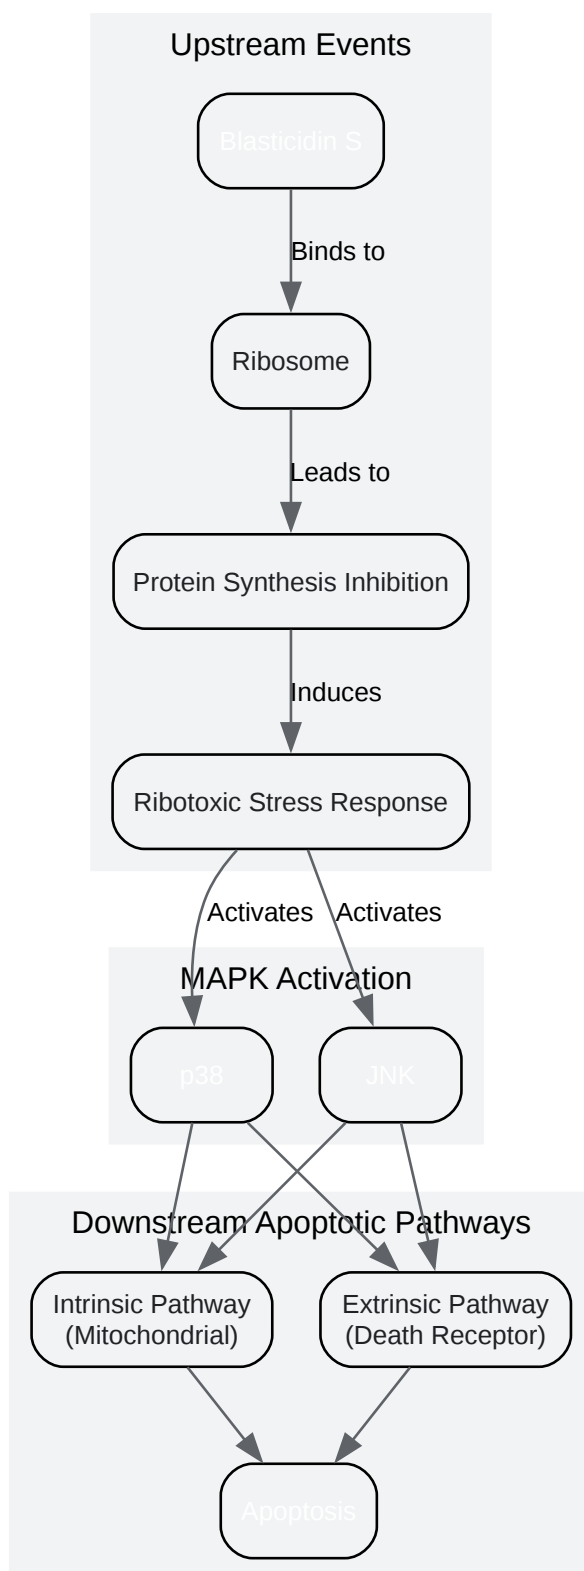 Upstream Events
Blasticidin S
Binds to
Ribosome
Leads to
Protein Synthesis Inhibition
Induces
Ribotoxic Stress Response
Activates
Activates
MAPK Activation
p38
JNK
Downstream Apoptotic Pathways
Intrinsic Pathway
(Mitochondrial)
Extrinsic Pathway
(Death Receptor)
Apoptosis